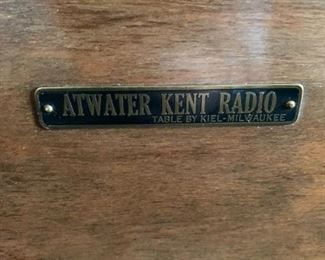 ATWATER KENT RADIO
TABLE BY KIEL-MILWAUKEE